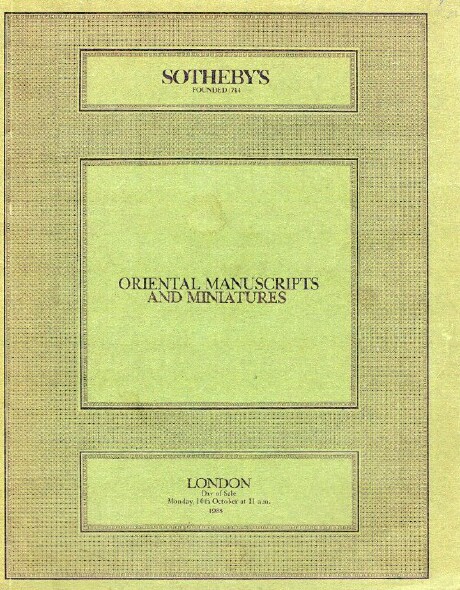 SOTHEBY'S
FOUNDED 1744
ORIENTAL MANUSCRIPTS
AND MINIATURES
LONDON
Day of Sale
Monday, 10th October at 11 a.m.
1988